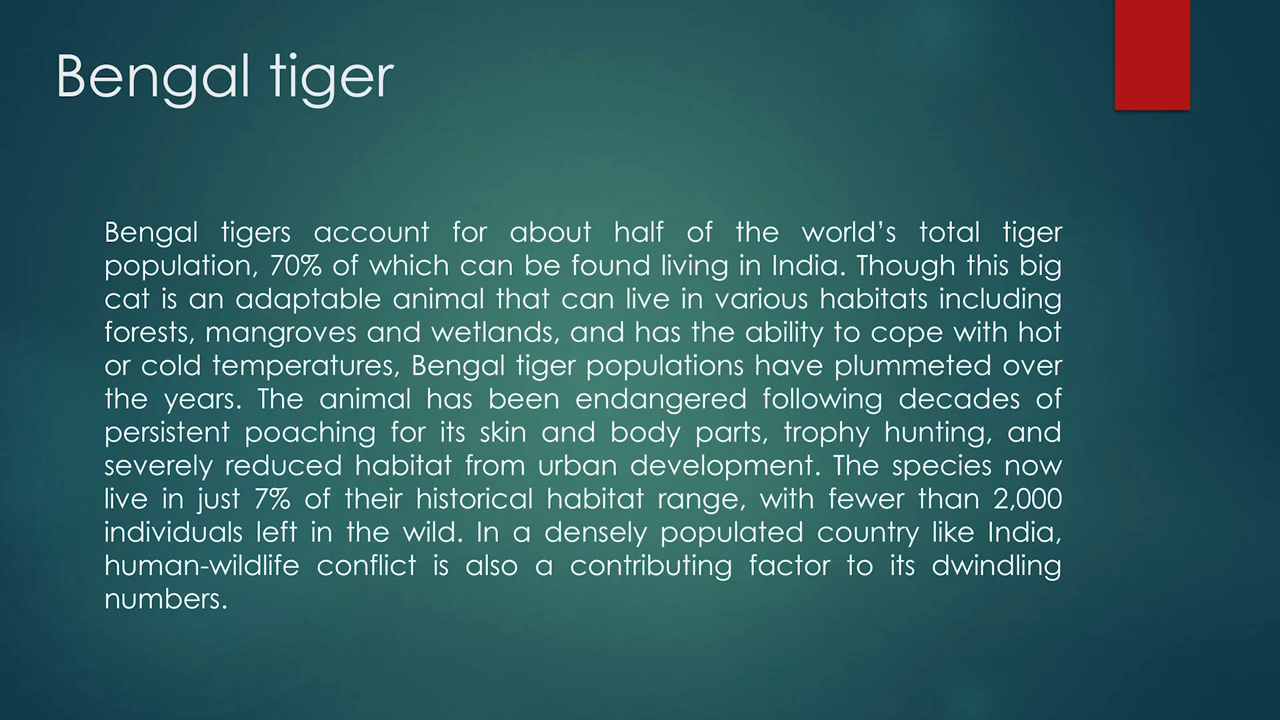 Bengal tiger
Bengal tigers account for about half of the world’s total tiger
population, 70% of which can be found living in India. Though this big
cat is an adaptable animal that can live in various habitats including
forests, mangroves and wetlands, and has the ability to cope with hot
or cold temperatures, Bengal tiger populations have plummeted over
the years. The animal has been endangered following decades of
persistent poaching for its skin and body parts, trophy hunting, and
severely reduced habitat from urban development. The species now
live in just 7% of their historical habitat range, with fewer than 2,000
individuals left in the wild. In a densely populated country like India,
human-wildlife conflict is also a contributing factor to its dwindling
numbers.